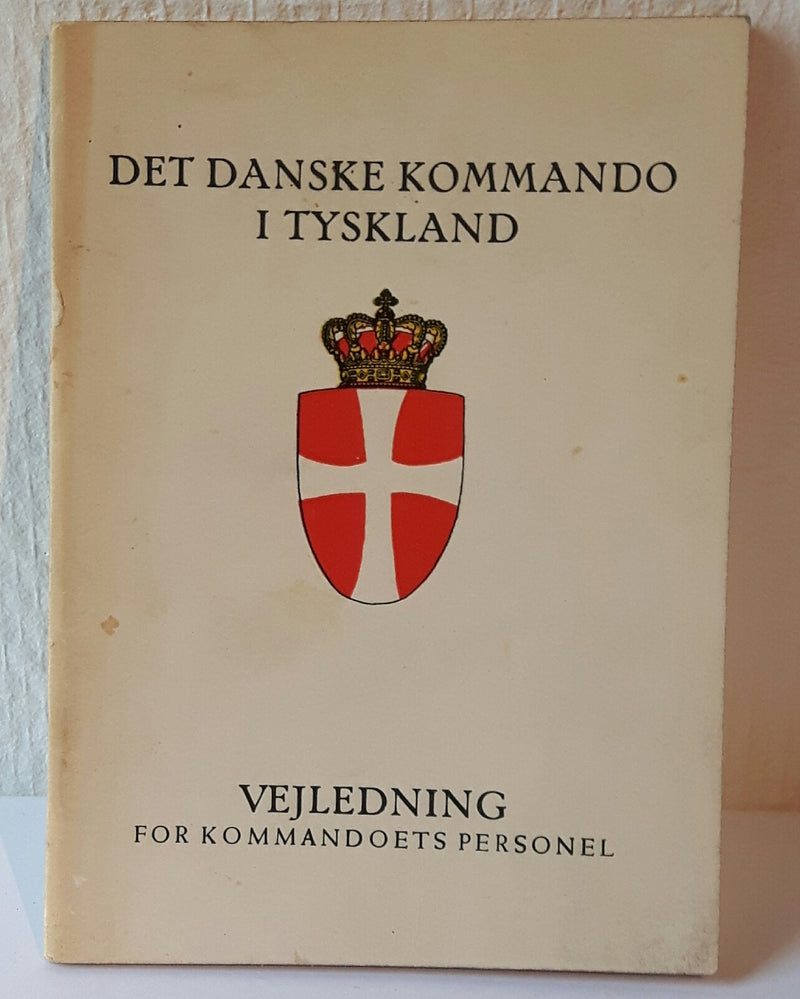 DET DANSKE KOMMANDO
I TYSKLAND
VEJLEDNING
FOR KOMMANDOETS PERSONEL